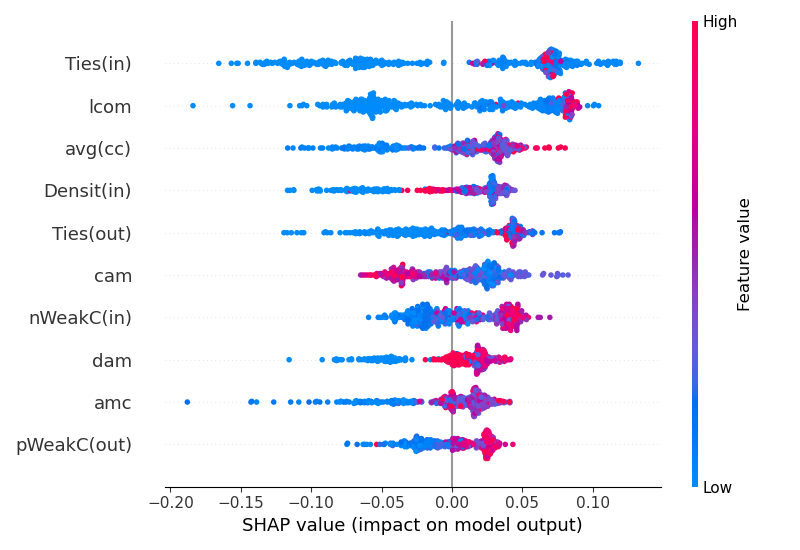 High
Ties(in)
lcom
avg(cc)
Densit(in)
Ties(out)
cam
nWeakC(in)
dam
amc
pWeakC(out)
Feature value
Low
−0.20 −0.15 −0.10 −0.05 0.00 0.05 0.10
SHAP value (impact on model output)